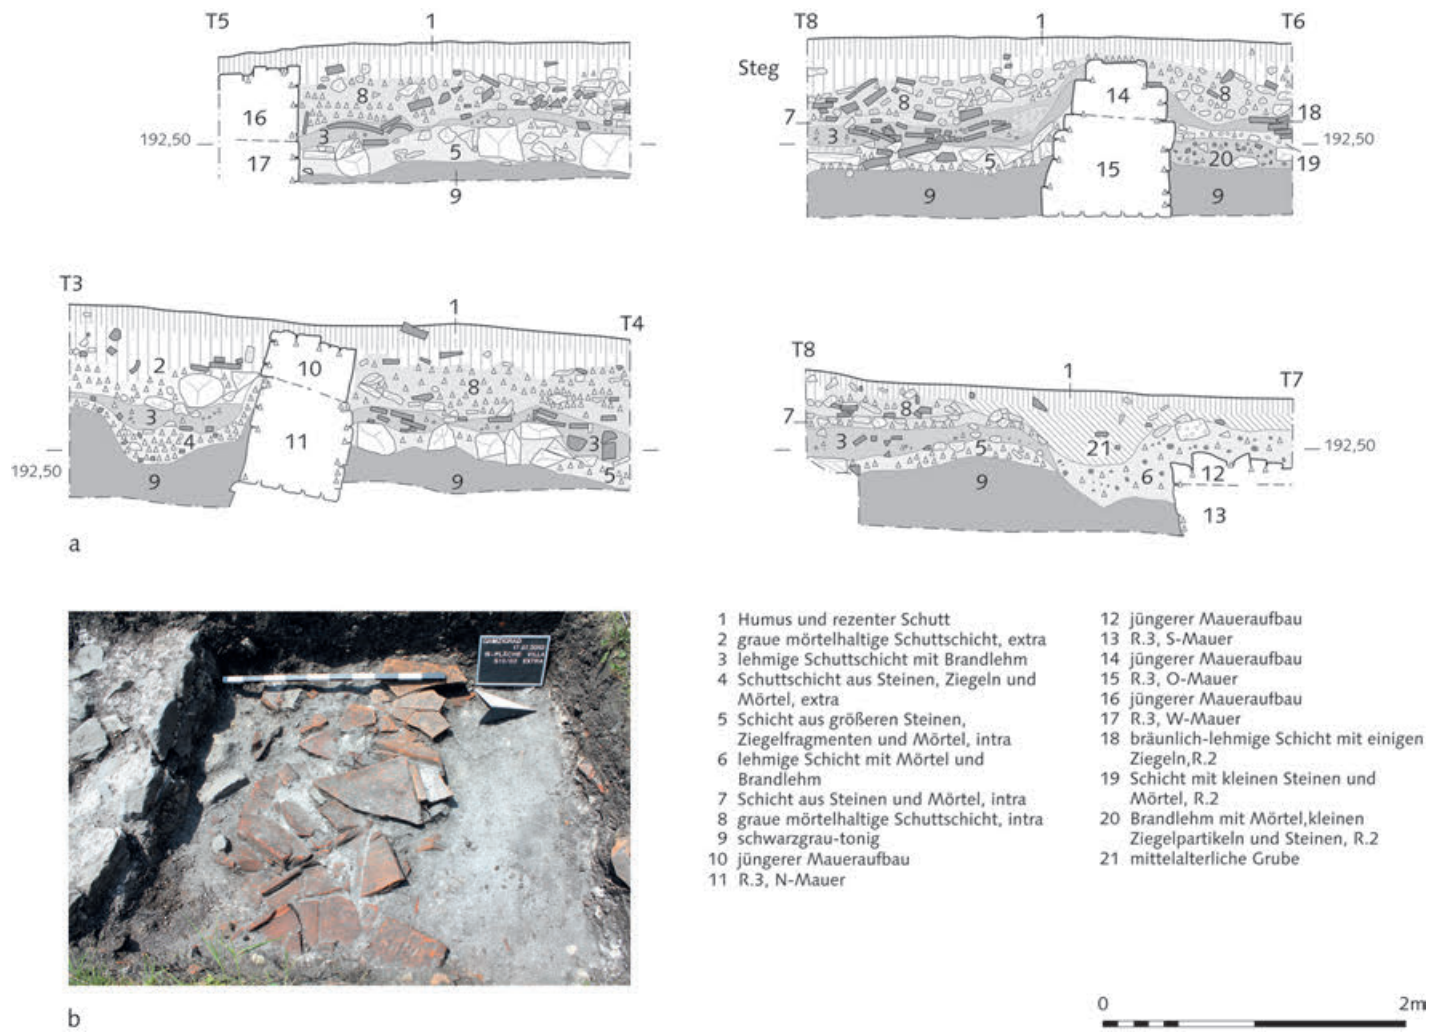 T5 1
16
8
3
192,50
17
5
9
T8 1 T6
Steg
14
8
8
7
18
3
192,50
5
20
15
19
9
9
T3
1
T4
10
2
8
3
4
11
3
192,50
9
9
5
a
T8
1
T7
8
7
3
5
21
192,50
12
9
6
13
GAMZIGRAD
b
1 Humus und rezenter Schutt
2 graue mörtelhaltige Schuttschicht, extra
3 lehmige Schuttschicht mit Brandlehm
4 Schuttschicht aus Steinen, Ziegeln und
Mörtel, extra
5 Schicht aus größeren Steinen,
Ziegelfragmenten und Mörtel, intra
6 lehmige Schicht mit Mörtel und
Brandlehm
7 Schicht aus Steinen und Mörtel, intra
8 graue mörtelhaltige Schuttschicht, intra
9 schwarzgrau-tonig
10 jüngerer Maueraufbau
11 R.3, N-Mauer
12 jüngerer Maueraufbau
13 R.3, S-Mauer
14 jüngerer Maueraufbau
15 R.3, O-Mauer
16 jüngerer Maueraufbau
17 R.3, W-Mauer
18 bräunlich-lehmige Schicht mit einigen
Ziegeln,R.2
19 Schicht mit kleinen Steinen und
Mörtel, R.2
20 Brandlehm mit Mörtel,kleinen
Ziegelpartikeln und Steinen, R.2
21 mittelalterliche Grube
0 2m